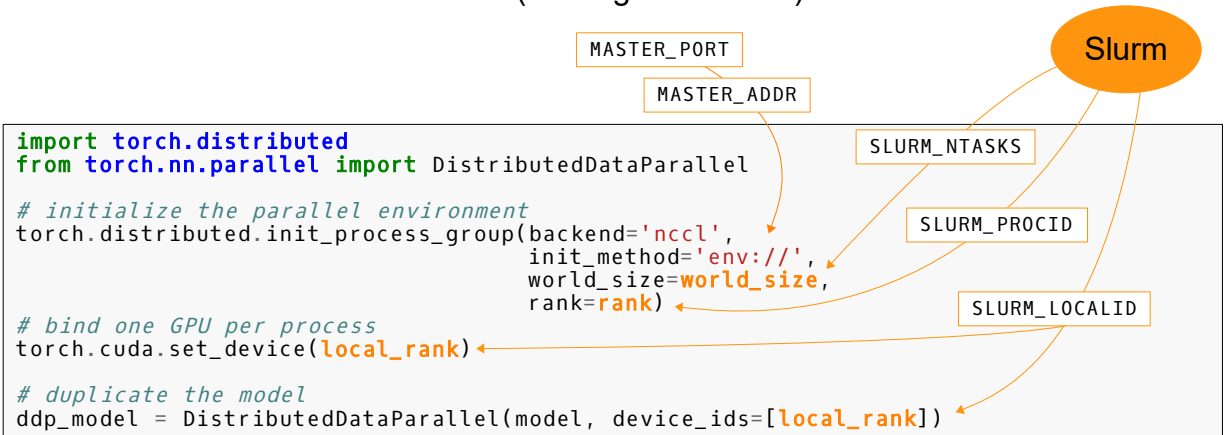 Slurm
MASTER_PORT
MASTER_ADDR
SLURM_NTASKS
SLURM_PROCID
SLURM_LOCALID
import torch.distributed
from torch.nn.parallel import DistributedDataParallel
# initialize the parallel environment
torch.distributed.init_process_group(backend='nccl',
init_method='env://',
world_size=world_size,
rank=rank)
# bind one GPU per process
torch.cuda.set_device(local_rank)
# duplicate the model
ddp_model = DistributedDataParallel(model, device_ids=[local_rank])